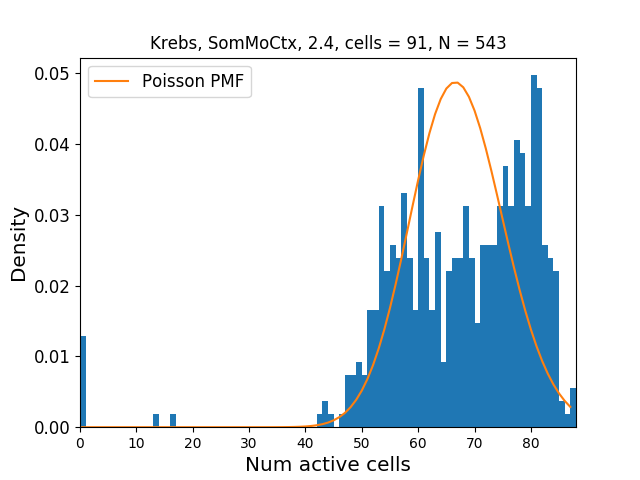 Krebs, SomMoCtx, 2.4, cells = 91, N = 543
Poisson PMF
Density
0.05
0.04
0.03
0.02
0.01
0.00
0 10 20 30 40 50 60 70 80
Num active cells